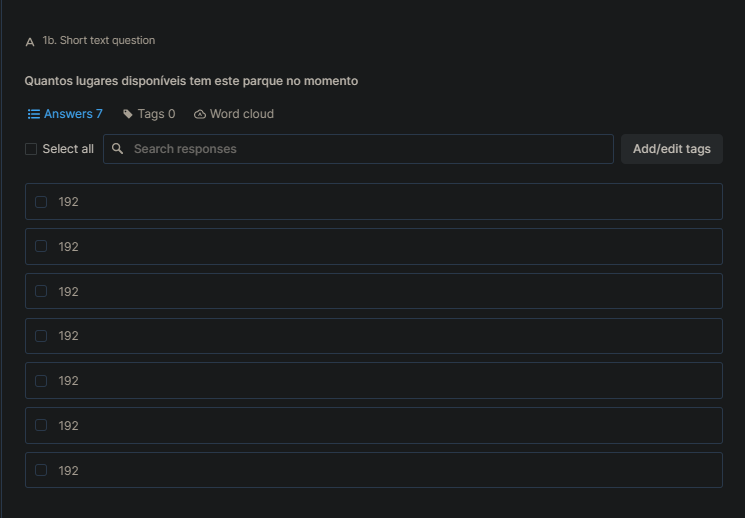 1b. Short text question
Quantos lugares disponíveis tem este parque no momento
Answers 7 Tags 0 Word cloud
Select all Search responses Add/edit tags
192
192
192
192
192
192
192